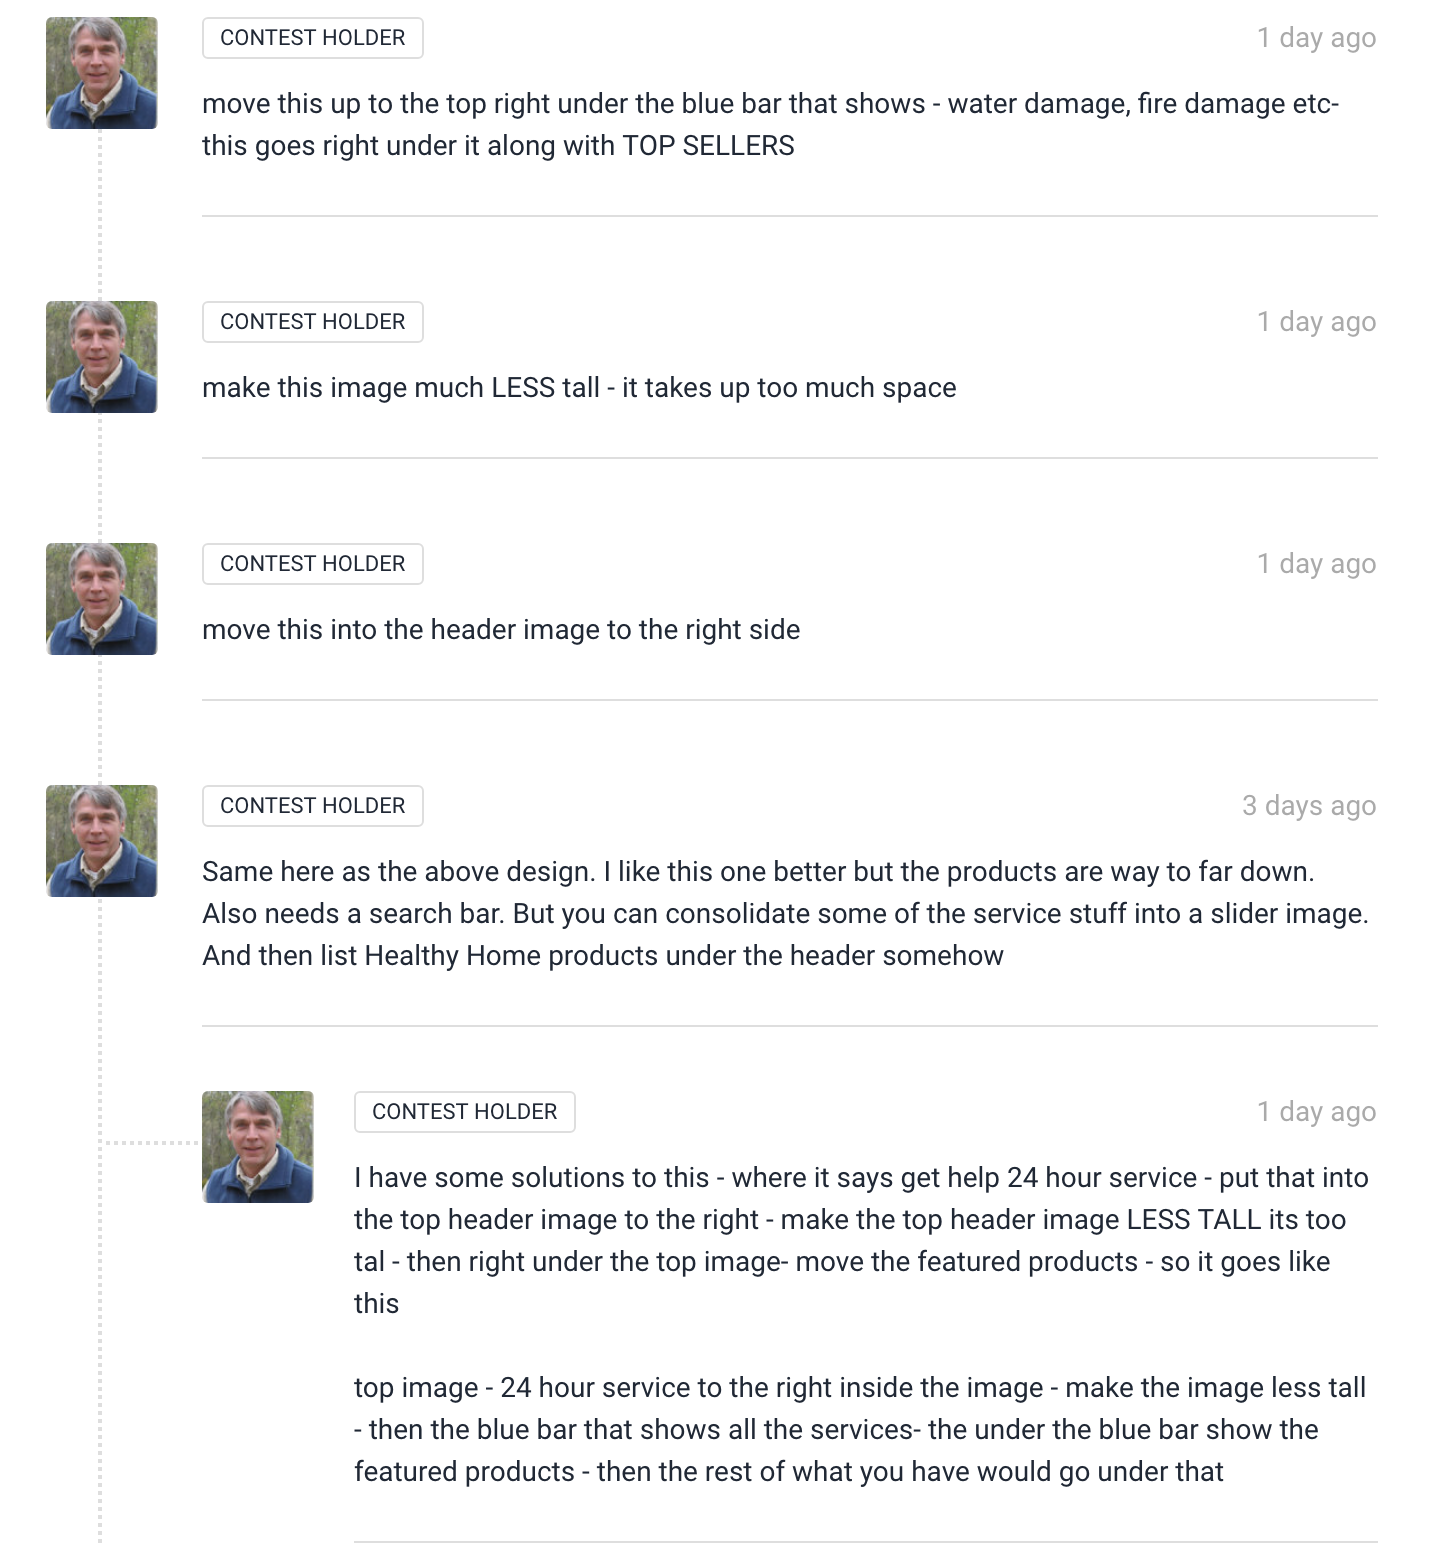 CONTEST HOLDER
1 day ago
move this up to the top right under the blue bar that shows - water damage, fire damage etc-
this goes right under it along with TOP SELLERS
CONTEST HOLDER
1 day ago
make this image much LESS tall - it takes up too much space
CONTEST HOLDER
1 day ago
move this into the header image to the right side
CONTEST HOLDER
3 days ago
Same here as the above design. I like this one better but the products are way to far down.
Also needs a search bar. But you can consolidate some of the service stuff into a slider image.
And then list Healthy Home products under the header somehow
CONTEST HOLDER
1 day ago
I have some solutions to this - where it says get help 24 hour service - put that into
the top header image to the right - make the top header image LESS TALL its too
tal - then right under the top image- move the featured products - so it goes like
this
top image - 24 hour service to the right inside the image - make the image less tall
- then the blue bar that shows all the services- the under the blue bar show the
featured products - then the rest of what you have would go under that